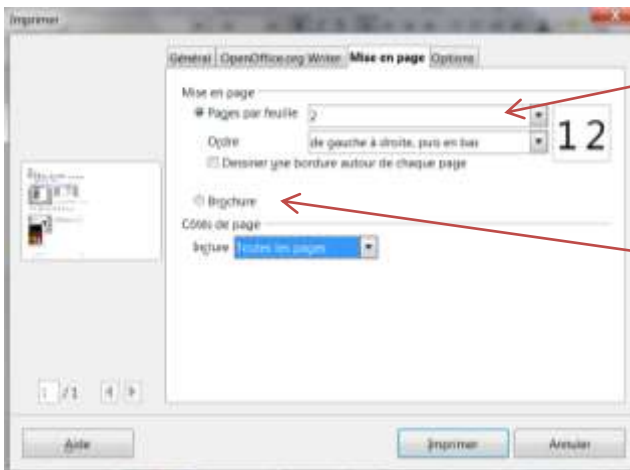 Imprimer
Général OpenOffice.org Writer Mise en page Options
Mise en page
Pages par feuille 2
Ordre de gauche à droite, puis en bas
1 2
Dessiner une bordure autour de chaque page
Brochure
Côtés de page
Inclure Toutes les pages
1 /1
Aide Imprimer Annuler